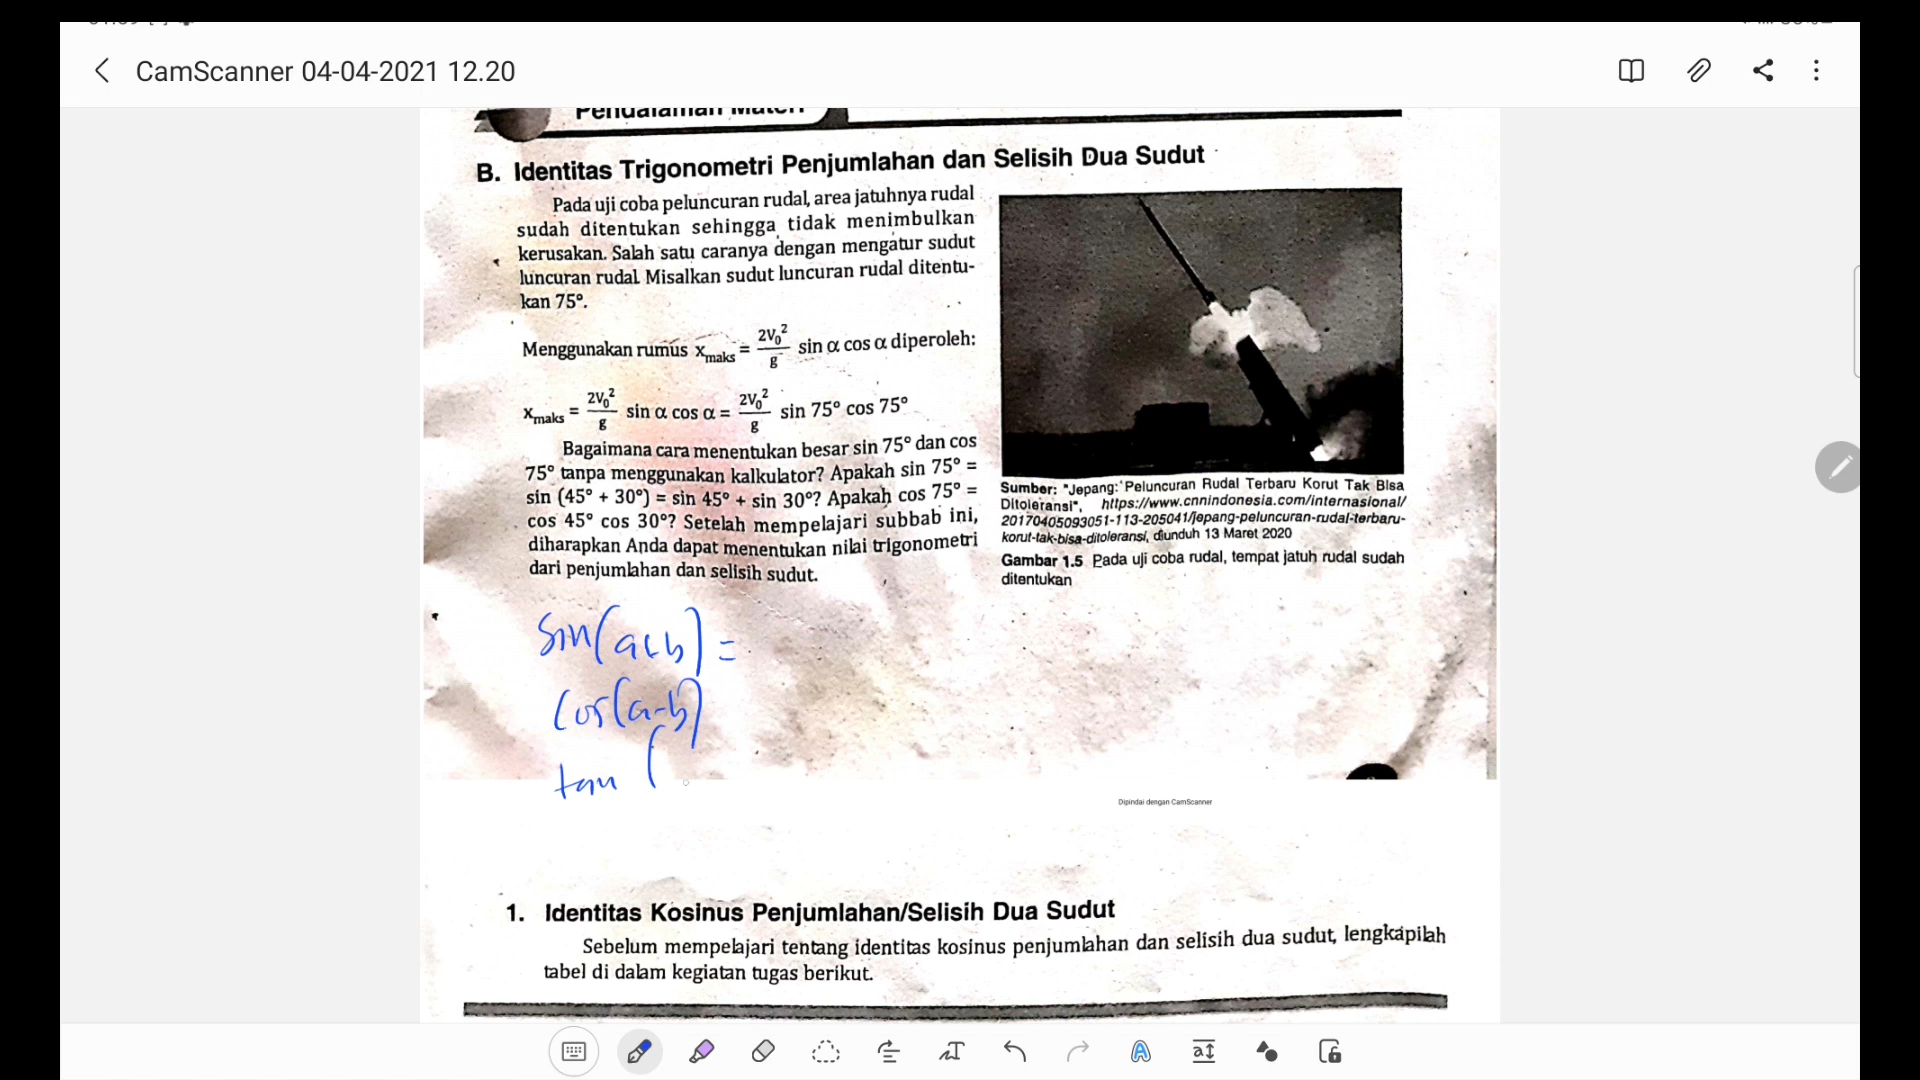 CamScanner 04-04-2021 12.20
Pendalaman Materi
B. Identitas Trigonometri Penjumlahan dan Selisih Dua Sudut
Pada uji coba peluncuran rudal, area jatuhnya rudal
sudah ditentukan sehingga tidak menimbulkan
kerusakan. Salah satu caranya dengan mengatur sudut
luncuran rudal. Misalkan sudut luncuran rudal ditentu-
kan 75°.
Menggunakan rumus x_maks = 2V₀²/g sin α cos α diperoleh:
x_maks = 2V₀²/g sin α cos α = 2V₀²/g sin 75° cos 75°
Bagaimana cara menentukan besar sin 75° dan cos
75° tanpa menggunakan kalkulator? Apakah sin 75° =
sin (45° + 30°) = sin 45° + sin 30°? Apakah cos 75° =
cos 45° cos 30°? Setelah mempelajari subbab ini,
diharapkan Anda dapat menentukan nilai trigonometri
dari penjumlahan dan selisih sudut.
Sumber: "Jepang: Peluncuran Rudal Terbaru Korut Tak Bisa
Ditoleransi", https://www.cnnindonesia.com/internasional/
20170405093051-113-205041/jepang-peluncuran-rudal-terbaru-
korut-tak-bisa-ditoleransi, diunduh 13 Maret 2020
Gambar 1.5 Pada uji coba rudal, tempat jatuh rudal sudah
ditentukan
sin(a+b) =
cos(a-b)
tan (
Dipindai dengan CamScanner
1. Identitas Kosinus Penjumlahan/Selisih Dua Sudut
Sebelum mempelajari tentang identitas kosinus penjumlahan dan selisih dua sudut, lengkapilah
tabel di dalam kegiatan tugas berikut.